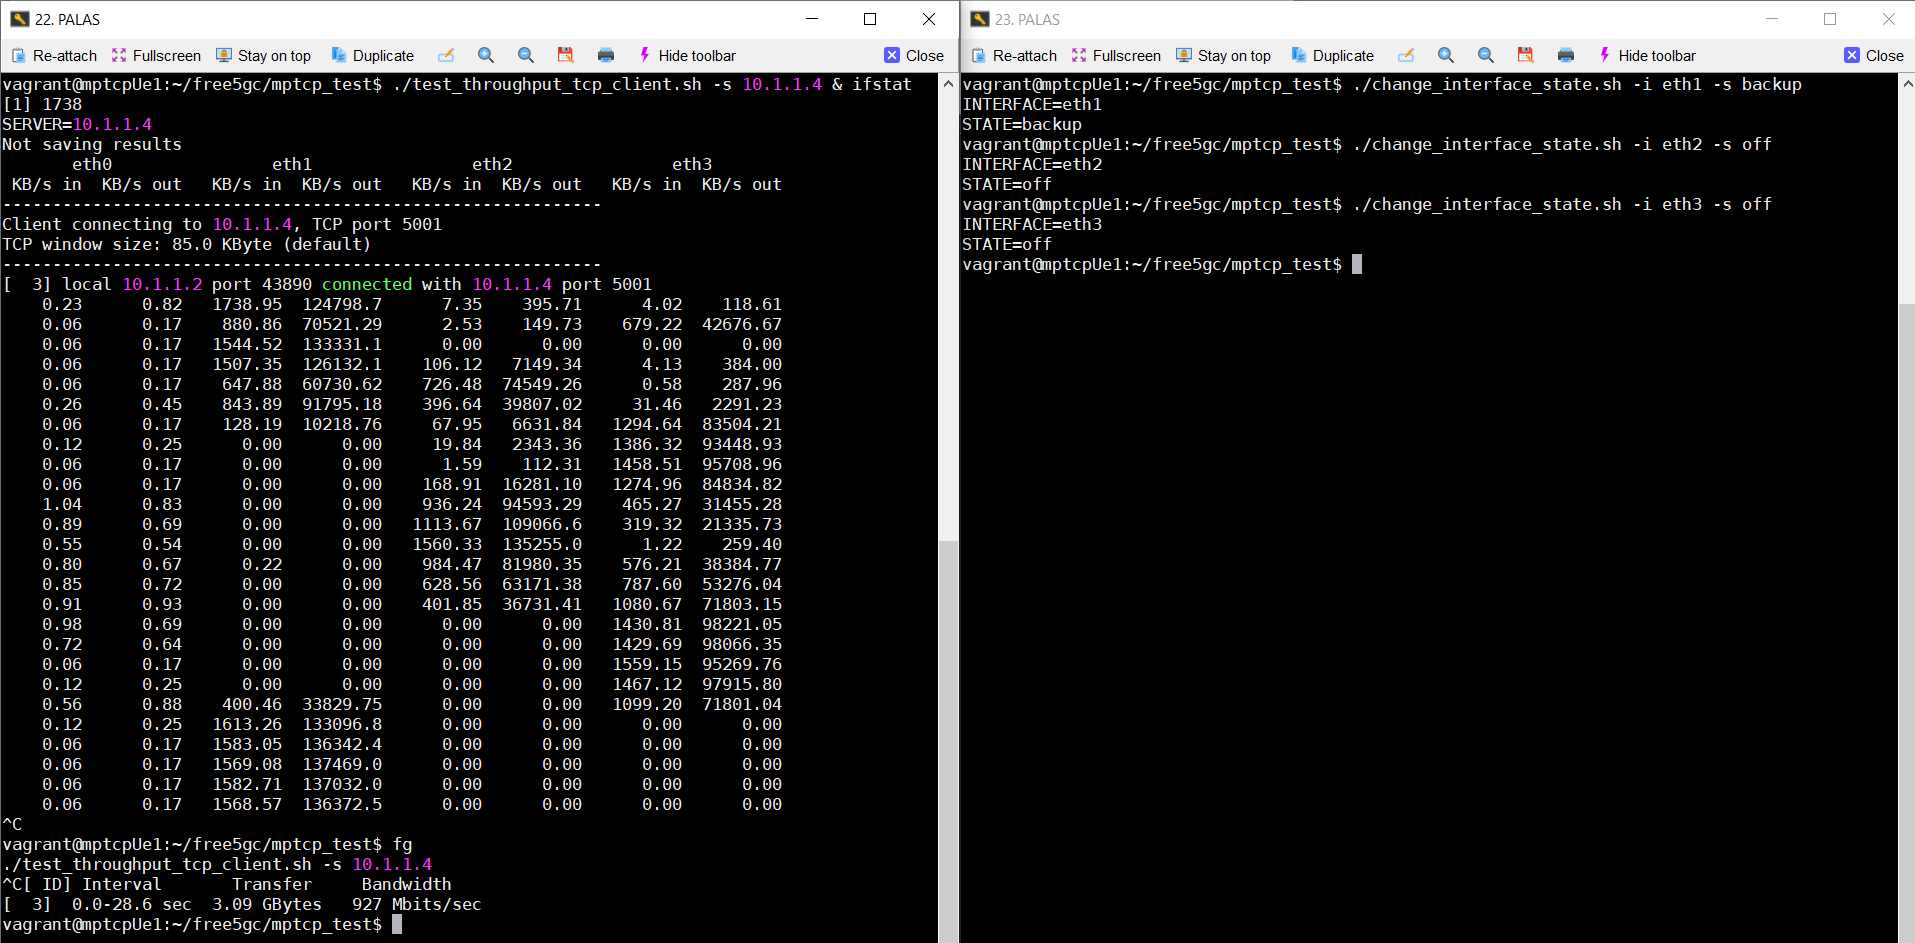 22. PALAS
Re-attach Fullscreen Stay on top Duplicate Hide toolbar Close
vagrant@mptcpUe1:~/free5gc/mptcp_test$ ./test_throughput_tcp_client.sh -s 10.1.1.4 & ifstat
[1] 1738
SERVER=10.1.1.4
Not saving results
       eth0                eth1                eth2                eth3
 KB/s in  KB/s out   KB/s in  KB/s out   KB/s in  KB/s out   KB/s in  KB/s out
------------------------------------------------------------
Client connecting to 10.1.1.4, TCP port 5001
TCP window size: 85.0 KByte (default)
------------------------------------------------------------
[  3] local 10.1.1.2 port 43890 connected with 10.1.1.4 port 5001
    0.23      0.82   1738.95  124798.7      7.35    395.71      4.02    118.61
    0.06      0.17    880.86  70521.29      2.53    149.73    679.22  42676.67
    0.06      0.17   1544.52  133331.1      0.00      0.00      0.00      0.00
    0.06      0.17   1507.35  126132.1    106.12   7149.34      4.13    384.00
    0.06      0.17    647.88  60730.62    726.48  74549.26      0.58    287.96
    0.26      0.45    843.89  91795.18    396.64  39807.02     31.46   2291.23
    0.06      0.17    128.19  10218.76     67.95   6631.84   1294.64  83504.21
    0.12      0.25      0.00      0.00     19.84   2343.36   1386.32  93448.93
    0.06      0.17      0.00      0.00      1.59    112.31   1458.51  95708.96
    0.06      0.17      0.00      0.00    168.91  16281.10   1274.96  84834.82
    1.04      0.83      0.00      0.00    936.24  94593.29    465.27  31455.28
    0.89      0.69      0.00      0.00   1113.67  109066.6    319.32  21335.73
    0.55      0.54      0.00      0.00   1560.33  135255.0      1.22    259.40
    0.80      0.67      0.22      0.00    984.47  81980.35    576.21  38384.77
    0.85      0.72      0.00      0.00    628.56  63171.38    787.60  53276.04
    0.91      0.93      0.00      0.00    401.85  36731.41   1080.67  71803.15
    0.98      0.69      0.00      0.00      0.00      0.00   1430.81  98221.05
    0.72      0.64      0.00      0.00      0.00      0.00   1429.69  98066.35
    0.06      0.17      0.00      0.00      0.00      0.00   1559.15  95269.76
    0.12      0.25      0.00      0.00      0.00      0.00   1467.12  97915.80
    0.56      0.88    400.46  33829.75      0.00      0.00   1099.20  71801.04
    0.12      0.25   1613.26  133096.8      0.00      0.00      0.00      0.00
    0.06      0.17   1583.05  136342.4      0.00      0.00      0.00      0.00
    0.06      0.17   1569.08  137469.0      0.00      0.00      0.00      0.00
    0.06      0.17   1582.71  137032.0      0.00      0.00      0.00      0.00
    0.06      0.17   1568.57  136372.5      0.00      0.00      0.00      0.00
^C
vagrant@mptcpUe1:~/free5gc/mptcp_test$ fg
./test_throughput_tcp_client.sh -s 10.1.1.4
^C[ ID] Interval       Transfer     Bandwidth
[  3]  0.0-28.6 sec  3.09 GBytes   927 Mbits/sec
vagrant@mptcpUe1:~/free5gc/mptcp_test$
23. PALAS
Re-attach Fullscreen Stay on top Duplicate Hide toolbar Close
vagrant@mptcpUe1:~/free5gc/mptcp_test$ ./change_interface_state.sh -i eth1 -s backup
INTERFACE=eth1
STATE=backup
vagrant@mptcpUe1:~/free5gc/mptcp_test$ ./change_interface_state.sh -i eth2 -s off
INTERFACE=eth2
STATE=off
vagrant@mptcpUe1:~/free5gc/mptcp_test$ ./change_interface_state.sh -i eth3 -s off
INTERFACE=eth3
STATE=off
vagrant@mptcpUe1:~/free5gc/mptcp_test$